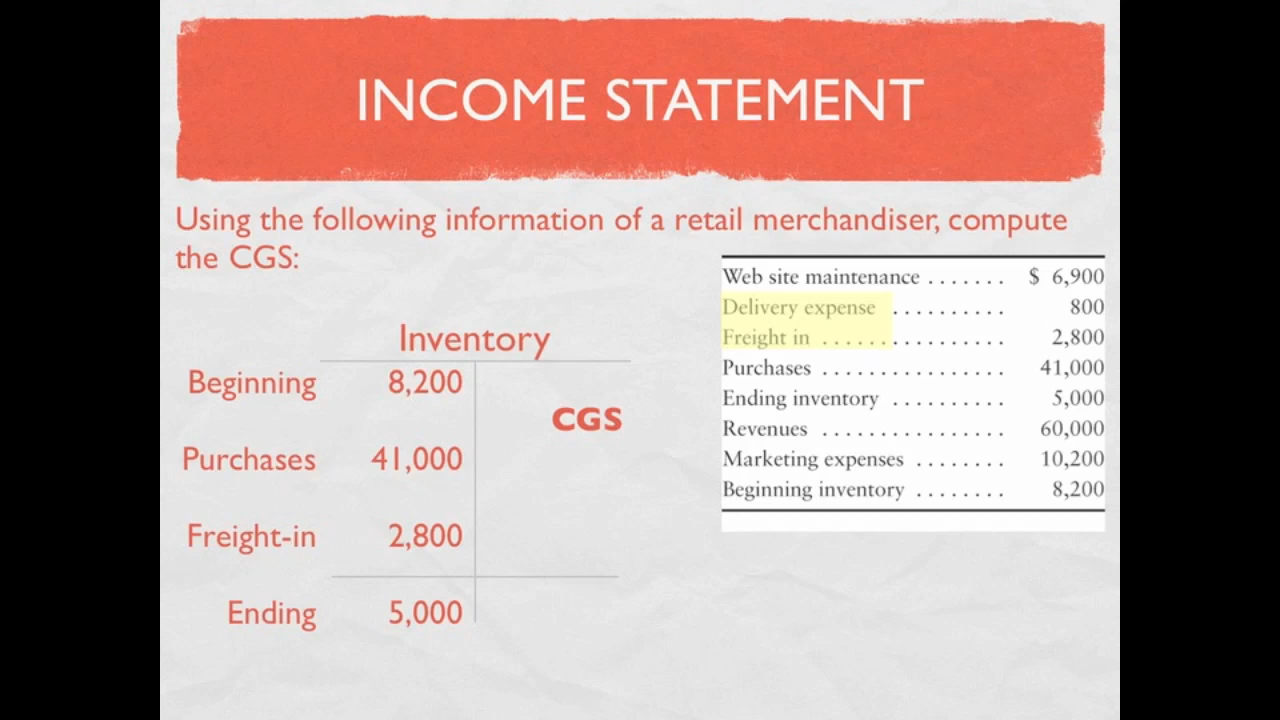 INCOME STATEMENT
Using the following information of a retail merchandiser, compute
the CGS:
Inventory
Beginning 8,200
CGS
Purchases 41,000
Freight-in 2,800
Ending 5,000
Web site maintenance ....... $ 6,900
Delivery expense .......... 800
Freight in ................ 2,800
Purchases ................ 41,000
Ending inventory .......... 5,000
Revenues ................ 60,000
Marketing expenses ........ 10,200
Beginning inventory ........ 8,200